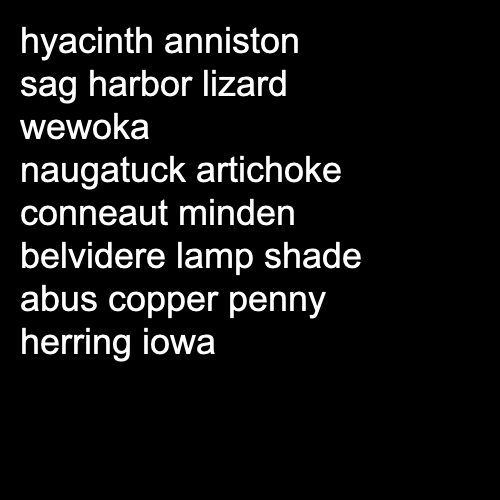 hyacinth anniston
sag harbor lizard
wewoka
naugatuck artichoke
conneaut minden
belvidere lamp shade
abus copper penny
herring iowa